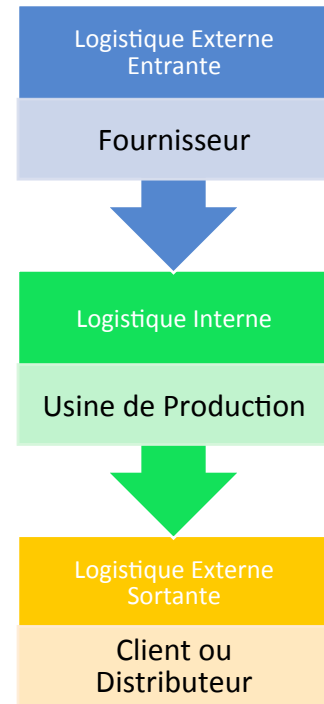 Logistique Externe
Entrante
Fournisseur
Logistique Interne
Usine de Production
Logistique Externe
Sortante
Client ou
Distributeur